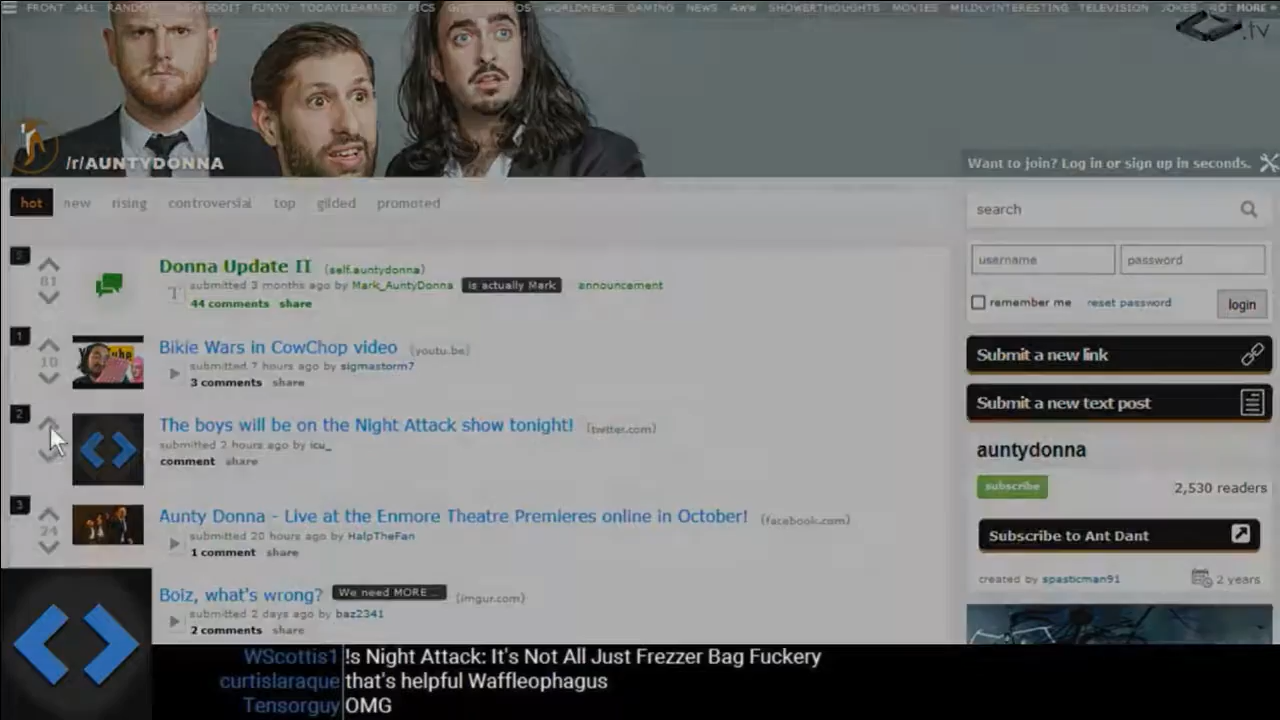 FRONT ALL RANDOM ASKREDDIT FUNNY TODAYILEARNED PICS WORLDNEWS GAMING NEWS AWW SHOWERTHOUGHTS MOVIES MILDLYINTERESTING TELEVISION JOKES MORE »
.tv
/r/AUNTYDONNA
Want to join? Log in or sign up in seconds.
hot new rising controversial top gilded promoted
search
5
81
Donna Update II (self.auntydonna)
submitted 3 months ago by Mark_AuntyDonna is actually Mark announcement
44 comments share
username password
remember me reset password login
1
10
Bikie Wars in CowChop video (youtu.be)
submitted 7 hours ago by sigmastorm7
3 comments share
Submit a new link
Submit a new text post
2
The boys will be on the Night Attack show tonight! (twitter.com)
submitted 2 hours ago by icu_
comment share
auntydonna
subscribe 2,530 readers
3
24
Aunty Donna - Live at the Enmore Theatre Premieres online in October! (facebook.com)
submitted 20 hours ago by HalpTheFan
1 comment share
Subscribe to Ant Dant
created by spasticman91 2 years
Boiz, what's wrong? We need MORE ... (imgur.com)
submitted 2 days ago by baz2341
2 comments share
WScottis1 !s Night Attack: It's Not All Just Frezzer Bag Fuckery
curtislaraque that's helpful Waffleophagus
Tensorguy OMG